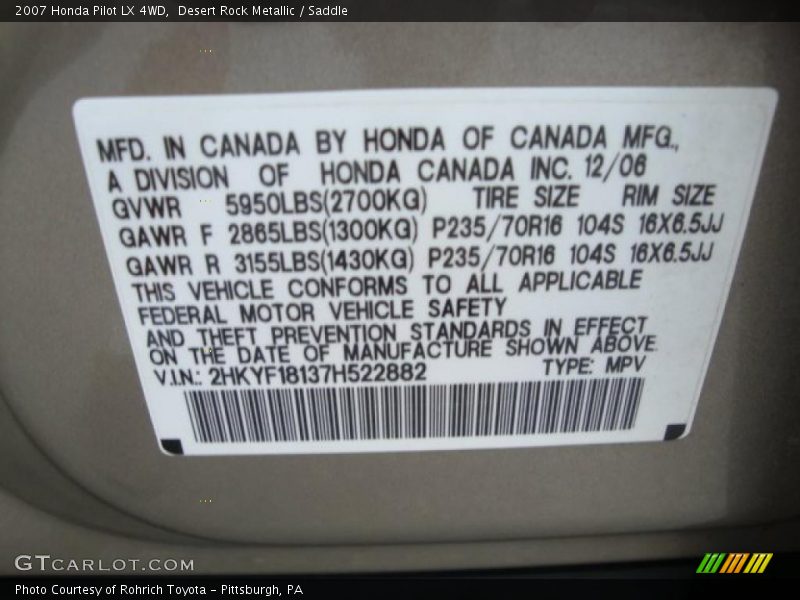 2007 Honda Pilot LX 4WD,  Desert Rock Metallic / Saddle
MFD. IN CANADA BY HONDA OF CANADA MFG.,
A DIVISION OF HONDA CANADA INC. 12/06
GVWR 5950LBS(2700KG) TIRE SIZE RIM SIZE
GAWR F 2865LBS(1300KG) P235/70R16 104S 16X6.5JJ
GAWR R 3155LBS(1430KG) P235/70R16 104S 16X6.5JJ
THIS VEHICLE CONFORMS TO ALL APPLICABLE
FEDERAL MOTOR VEHICLE SAFETY
AND THEFT PREVENTION STANDARDS IN EFFECT
ON THE DATE OF MANUFACTURE SHOWN ABOVE.
V.I.N.: 2HKYF18137H522882 TYPE: MPV
GTCARLOT.COM
Photo Courtesy of Rohrich Toyota - Pittsburgh, PA